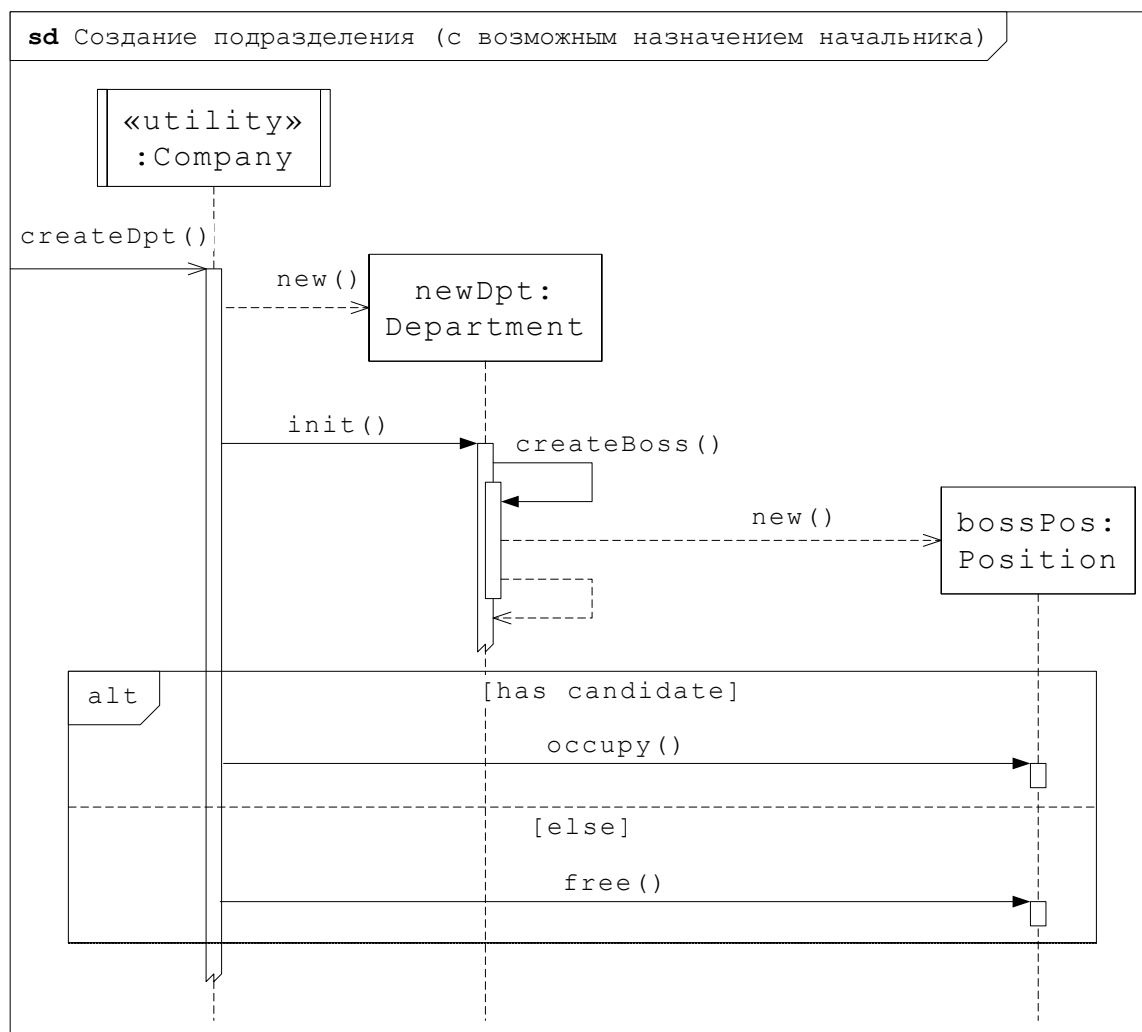 sd Создание подразделения (с возможным назначением начальника)
«utility»
:Company
createDpt()
new()
newDpt:
Department
init()
createBoss()
new()
bossPos:
Position
alt
[has candidate]
occupy()
[else]
free()